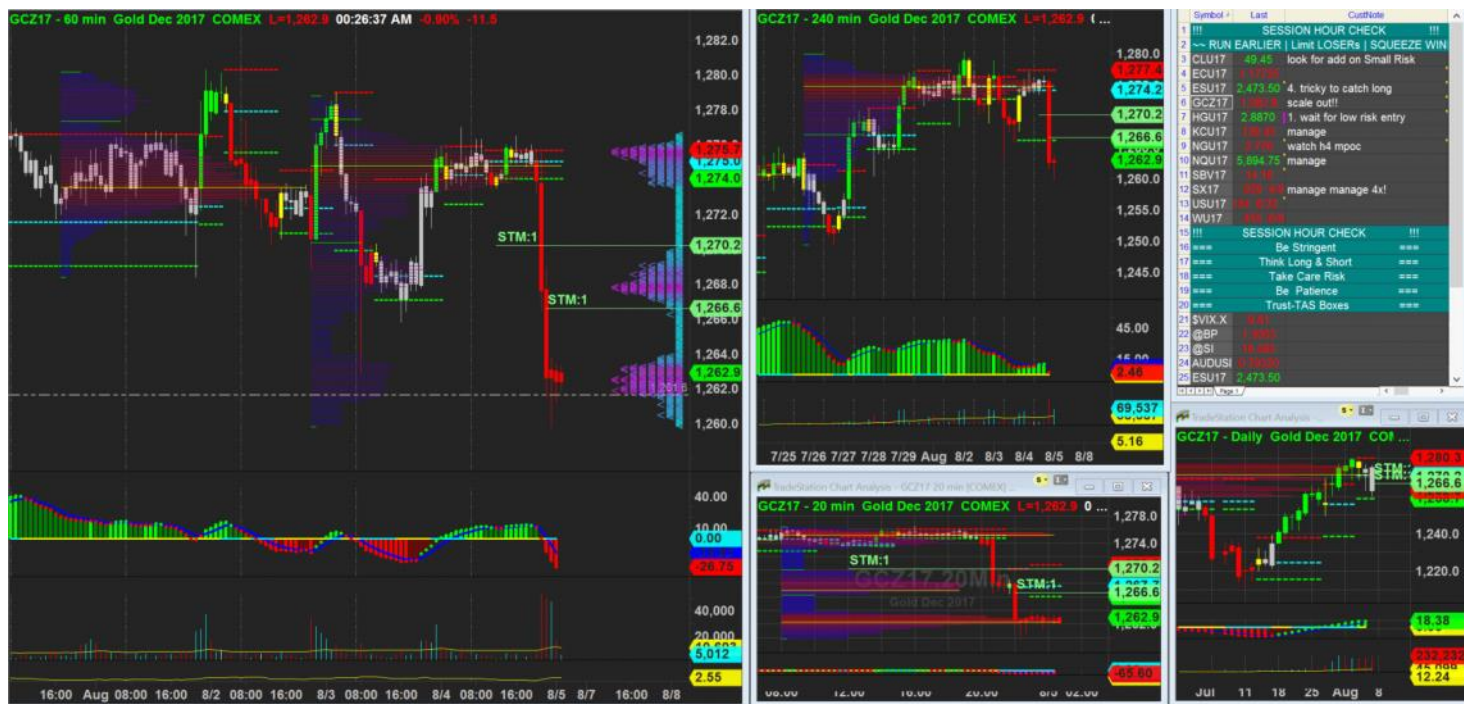 GCZ17 - 60 min Gold Dec 2017 COMEX L=1,262.9 00:26:37 AM -0.90% -11.5
1,282.0
1,280.0
1,278.0
1,275.7
1,275.0
1,274.0
1,272.0
STM:1
1,270.2
1,268.0
STM:1
1,266.6
1,266.0
1,264.0
1,262.9
1,262.0
1,260.0
40.00
10.00
0.00
-26.75
40,000
20,000
5,012
2.55
16:00 Aug 08:00 16:00 8/2 08:00 16:00 8/3 08:00 16:00 8/4 08:00 16:00 8/5 8/7 16:00 8/8
GCZ17 - 240 min Gold Dec 2017 COMEX L=1,262.9 ( ...
1,280.0
1,277.4
1,274.2
1,270.2
1,266.6
1,262.9
1,260.0
1,255.0
1,250.0
1,245.0
45.00
15.00
2.46
69,537
5.16
7/25 7/26 7/27 7/28 7/29 Aug 8/2 8/3 8/4 8/5 8/8
TradeStation Chart Analysis - GCZ17 20 min [COMEX] ...
GCZ17 - 20 min Gold Dec 2017 COMEX L=1,262.9 0 ...
1,278.0
1,274.0
STM:1
1,270.2
GCZ17,20Min
STM:1
1,266.6
Gold Dec 2017
1,262.9
-65.60
08:00 12:00 16:00 20:00 8/5 02:00
Symbol Last CustNote
1 !!! SESSION HOUR CHECK !!!
2 ~~ RUN EARLIER | Limit LOSERs | SQUEEZE WIN
3 CLU17 49.45 look for add on Small Risk
4 ECU17
5 ESU17 2,473.50 4. tricky to catch long
6 GCZ17 scale out!!
7 HGU17 2.8870 1. wait for low risk entry
8 KCU17 manage
9 NGU17 watch h4 mpoc
10 NQU17 5,894.75 manage
11 SBV17
12 SX17 manage manage 4x!
13 USU17
14 WU17
15 !!! SESSION HOUR CHECK !!!
16 === Be Stringent ===
17 === Think Long & Short ===
18 === Take Care Risk ===
19 === Be Patience ===
20 === Trust-TAS Boxes ===
21 $VIX.X
22 @BP
23 @SI
24 AUDUSI
25 ESU17 2,473.50
Page 1
TradeStation Chart Analysis - ...
GCZ17 - Daily Gold Dec 2017 COM ...
1,280.3
STM:
1,266.6
1,240.0
1,220.0
18.38
232,232
12.24
Jul 11 18 25 Aug 8